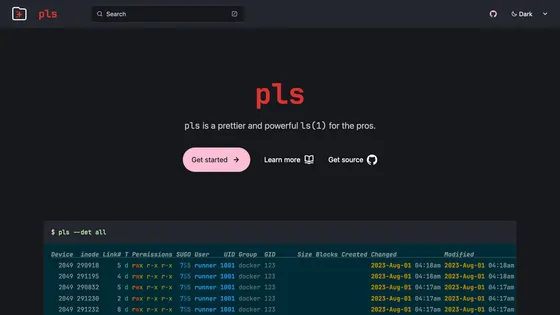 pls
Search
Dark
pls
pls is a prettier and powerful ls(1) for the pros.
Get started
Learn more
Get source
$ pls --det all
Device inode Link# T Permissions SUGO User UID Group GID Size Blocks Created Changed Modified
2049 290918 5 d rwx r-x r-x 755 runner 1001 docker 123 2023-Aug-01 04:18am 2023-Aug-01 04:18am
2049 291195 4 d rwx r-x r-x 755 runner 1001 docker 123 2023-Aug-01 04:18am 2023-Aug-01 04:18am
2049 290832 5 d rwx r-x r-x 755 runner 1001 docker 123 2023-Aug-01 04:17am 2023-Aug-01 04:17am
2049 291230 2 d rwx r-x r-x 755 runner 1001 docker 123 2023-Aug-01 04:17am 2023-Aug-01 04:17am
2049 291232 8 d rwx r-x r-x 755 runner 1001 docker 123 2023-Aug-01 04:18am 2023-Aug-01 04:18am